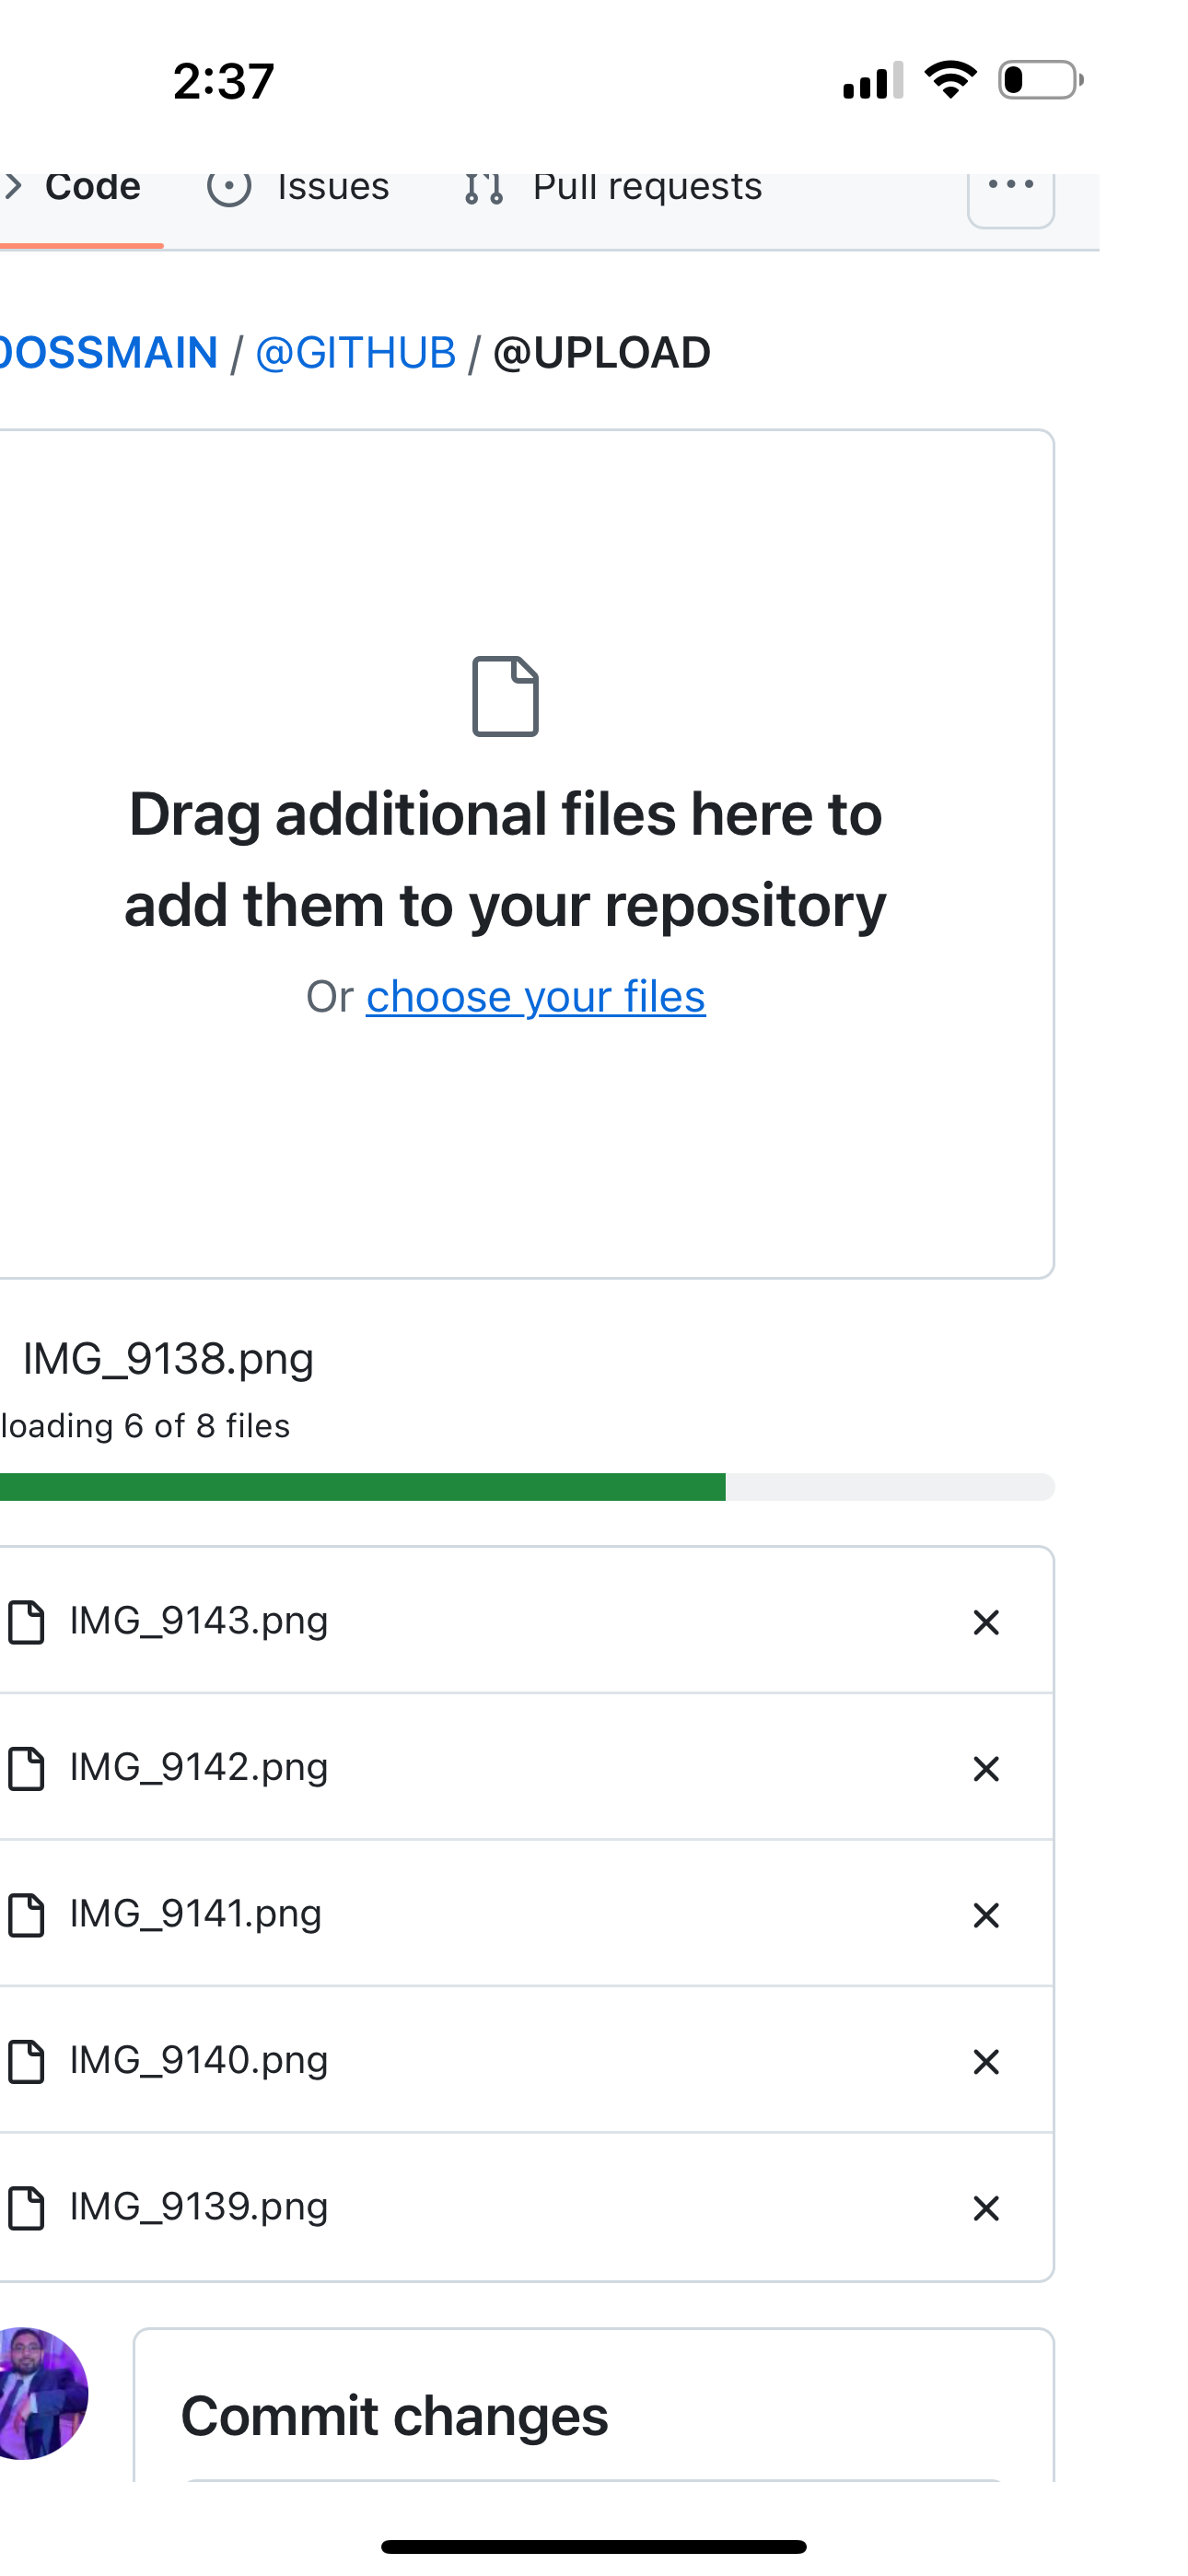 2:37
Code Issues Pull requests
OSSMAIN / @GITHUB / @UPLOAD
Drag additional files here to
add them to your repository
Or choose your files
IMG_9138.png
loading 6 of 8 files
IMG_9143.png
IMG_9142.png
IMG_9141.png
IMG_9140.png
IMG_9139.png
Commit changes